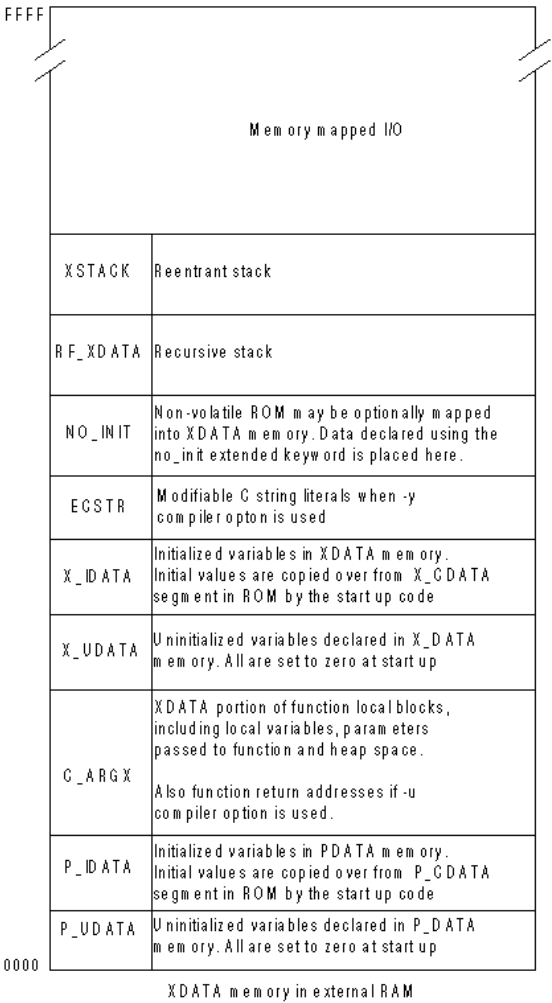 FFFF
Memory mapped I/O
XSTACK
Reentrant stack
RF_XDATA
Recursive stack
NO_INIT
Non-volatile ROM may be optionally mapped
into XDATA memory. Data declared using the
no_init extended keyword is placed here.
ECSTR
Modifiable C string literals when -y
compiler opton is used
X_IDATA
Initialized variables in XDATA memory.
Initial values are copied over from X_CDATA
segment in ROM by the start up code
X_UDATA
Uninitialized variables declared in X_DATA
memory. All are set to zero at start up
C_ARGX
XDATA portion of function local blocks,
including local variables, parameters
passed to function and heap space.
Also function return addresses if -u
compiler option is used.
P_IDATA
Initialized variables in PDATA memory.
Initial values are copied over from P_CDATA
segment in ROM by the start up code
P_UDATA
Uninitialized variables declared in P_DATA
memory. All are set to zero at start up
0000
XDATA memory in external RAM